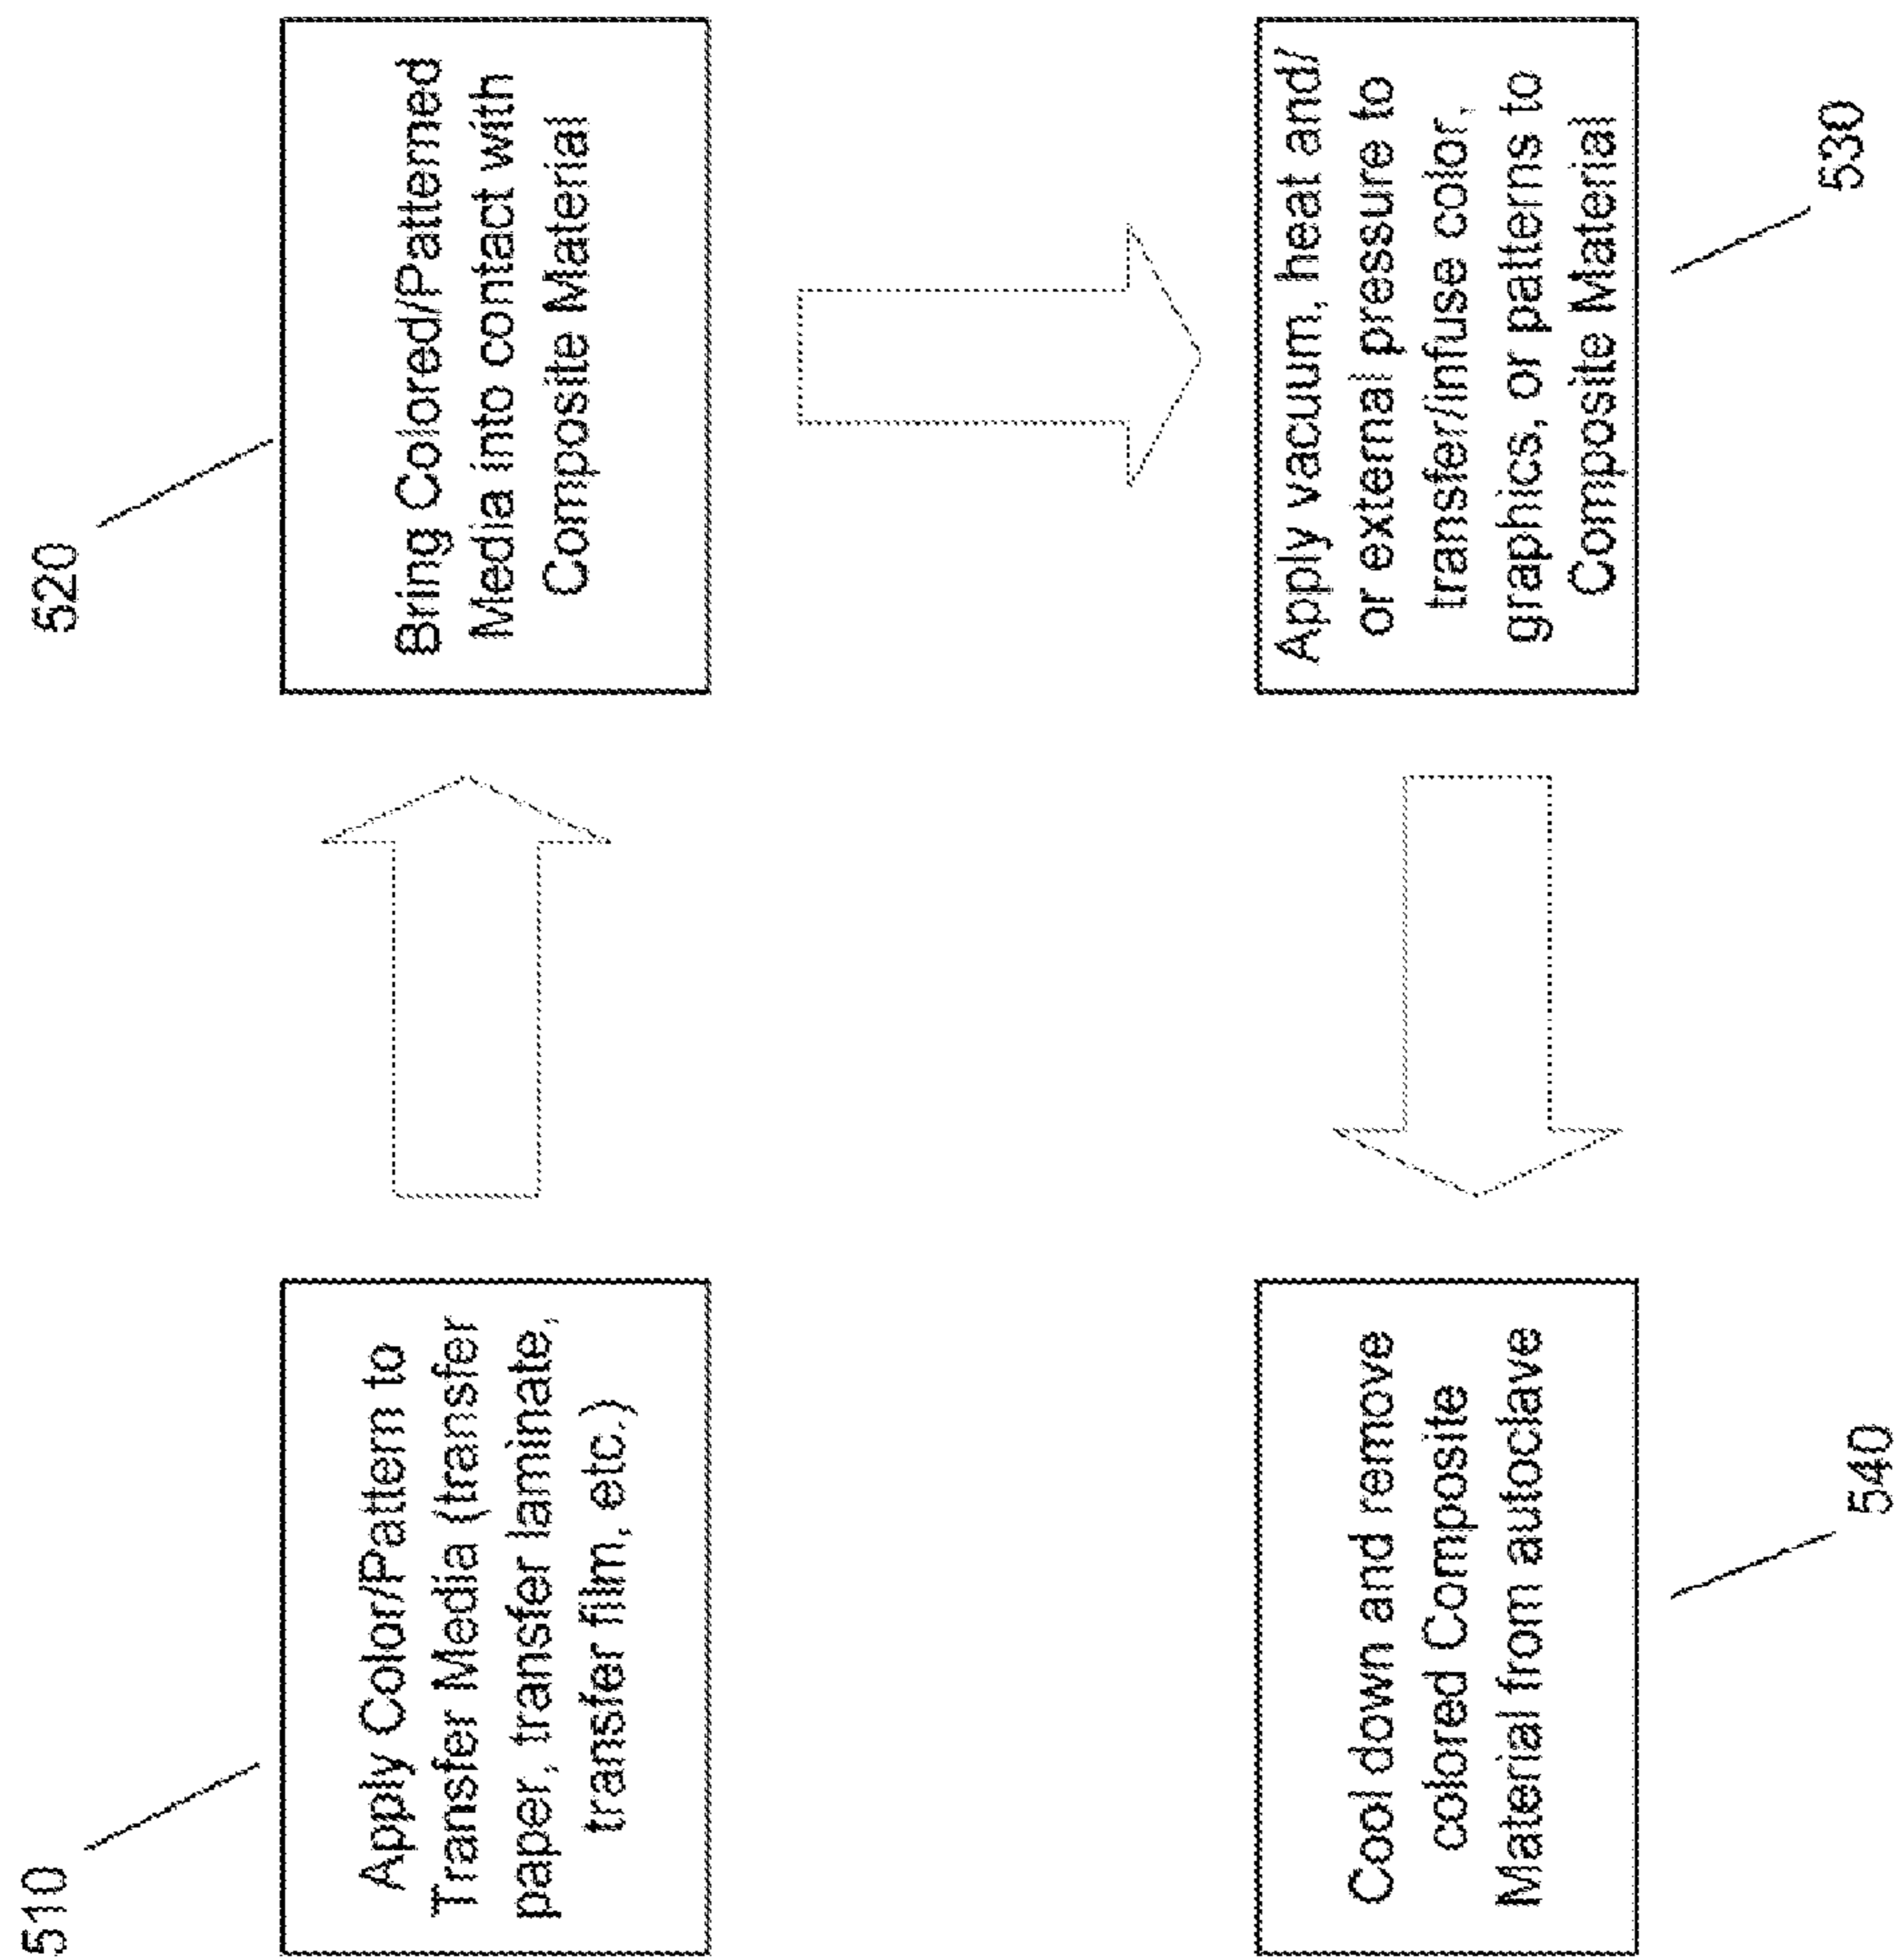 510
Apply Color/Pattern to
Transfer Media (transfer
paper, transfer laminate,
transfer film, etc.)
520
Bring Colored/Patterned
Media into contact with
Composite Material
530
Apply vacuum, heat and/
or external pressure to
transfer/infuse color,
graphics, or patterns to
Composite Material
540
Cool down and remove
colored Composite
Material from autoclave